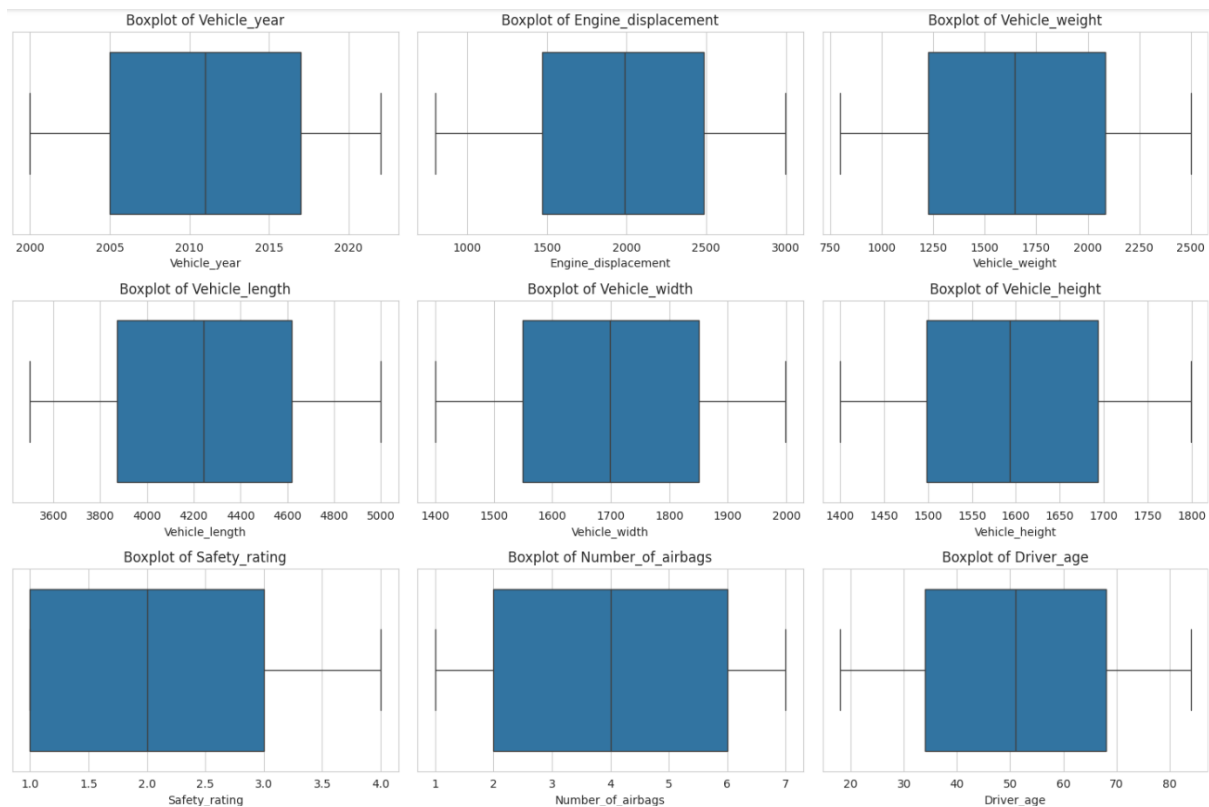 Boxplot of Vehicle_year
2000 2005 2010 2015 2020
Vehicle_year
Boxplot of Engine_displacement
1000 1500 2000 2500 3000
Engine_displacement
Boxplot of Vehicle_weight
750 1000 1250 1500 1750 2000 2250 2500
Vehicle_weight
Boxplot of Vehicle_length
3600 3800 4000 4200 4400 4600 4800 5000
Vehicle_length
Boxplot of Vehicle_width
1400 1500 1600 1700 1800 1900 2000
Vehicle_width
Boxplot of Vehicle_height
1400 1450 1500 1550 1600 1650 1700 1750 1800
Vehicle_height
Boxplot of Safety_rating
1.0 1.5 2.0 2.5 3.0 3.5 4.0
Safety_rating
Boxplot of Number_of_airbags
1 2 3 4 5 6 7
Number_of_airbags
Boxplot of Driver_age
20 30 40 50 60 70 80
Driver_age